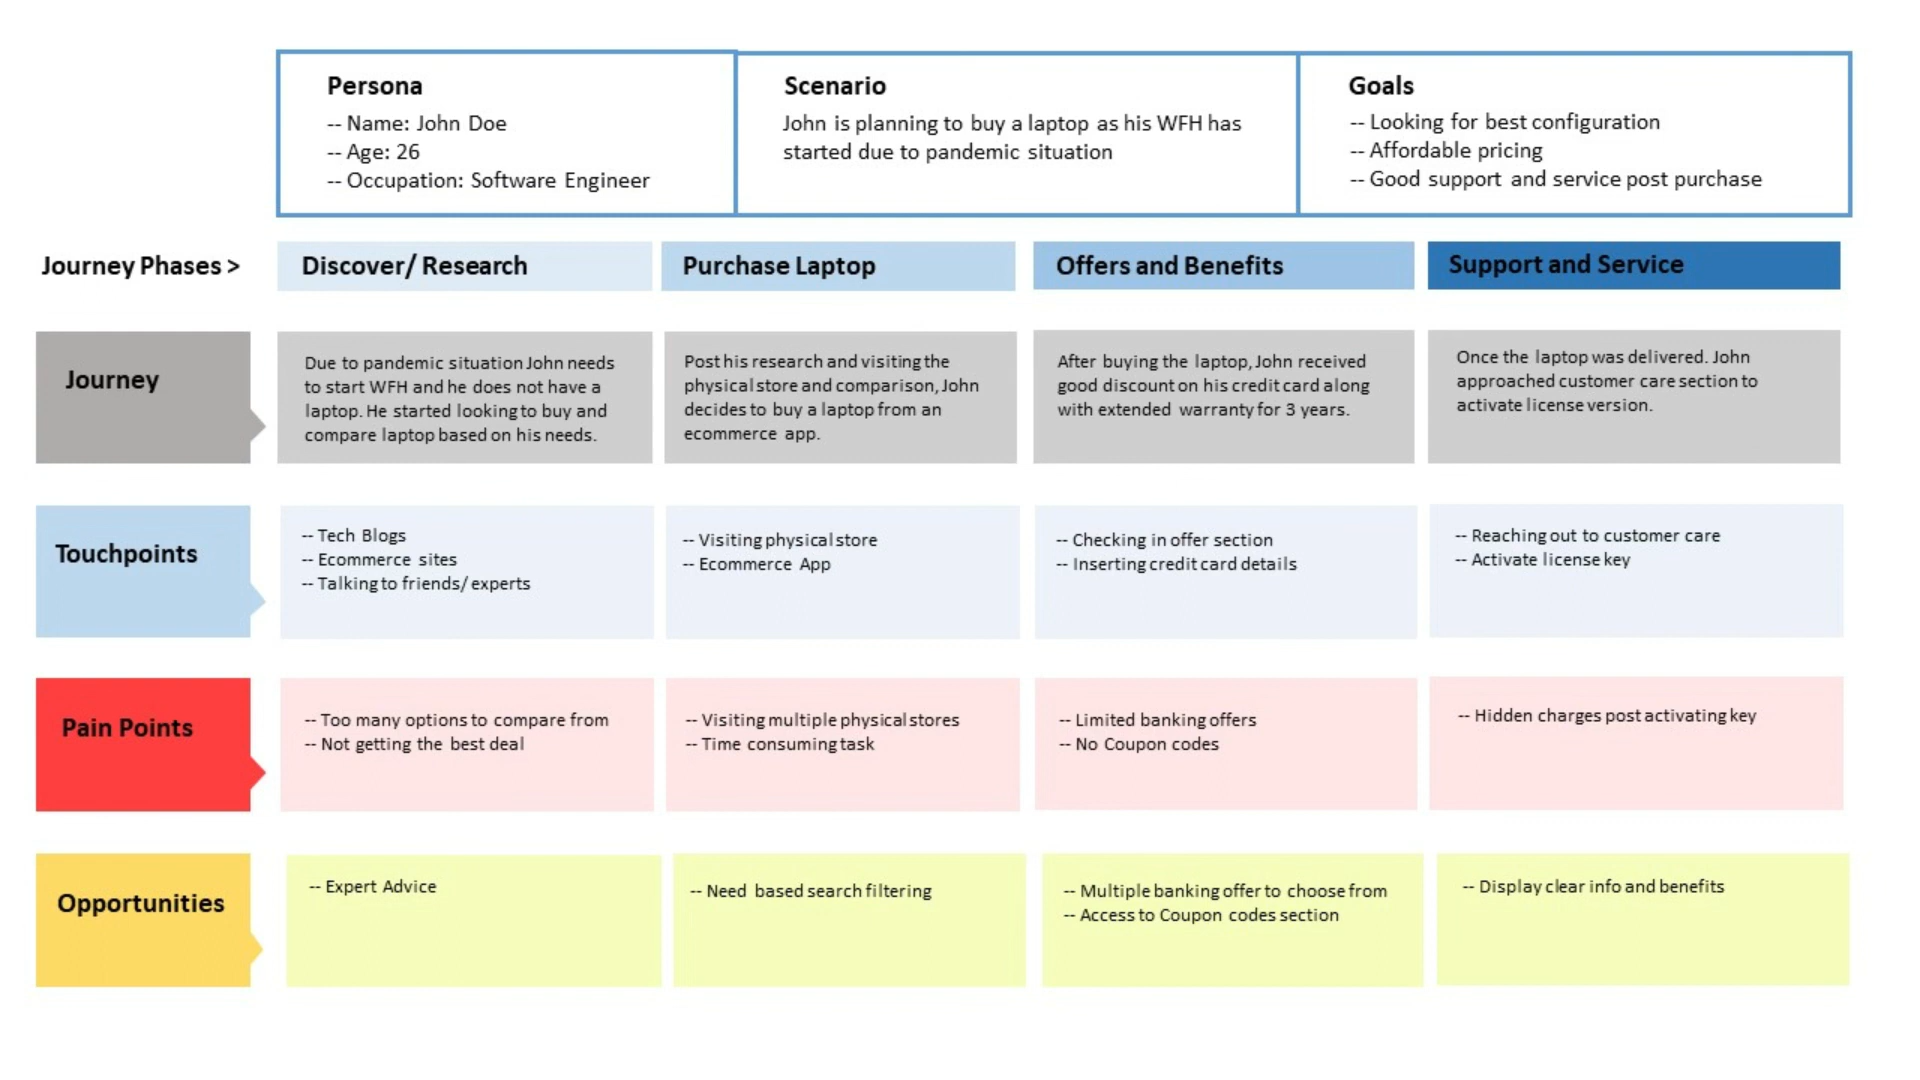 Persona
-- Name: John Doe
-- Age: 26
-- Occupation: Software Engineer
Scenario
John is planning to buy a laptop as his WFH has
started due to pandemic situation
Goals
-- Looking for best configuration
-- Affordable pricing
-- Good support and service post purchase
Journey Phases >
Discover/ Research
Purchase Laptop
Offers and Benefits
Support and Service
Journey
Due to pandemic situation John needs
to start WFH and he does not have a
laptop. He started looking to buy and
compare laptop based on his needs.
Post his research and visiting the
physical store and comparison, John
decides to buy a laptop from an
ecommerce app.
After buying the laptop, John received
good discount on his credit card along
with extended warranty for 3 years.
Once the laptop was delivered. John
approached customer care section to
activate license version.
Touchpoints
-- Tech Blogs
-- Ecommerce sites
-- Talking to friends/ experts
-- Visiting physical store
-- Ecommerce App
-- Checking in offer section
-- Inserting credit card details
-- Reaching out to customer care
-- Activate license key
Pain Points
-- Too many options to compare from
-- Not getting the best deal
-- Visiting multiple physical stores
-- Time consuming task
-- Limited banking offers
-- No Coupon codes
-- Hidden charges post activating key
Opportunities
-- Expert Advice
-- Need based search filtering
-- Multiple banking offer to choose from
-- Access to Coupon codes section
-- Display clear info and benefits